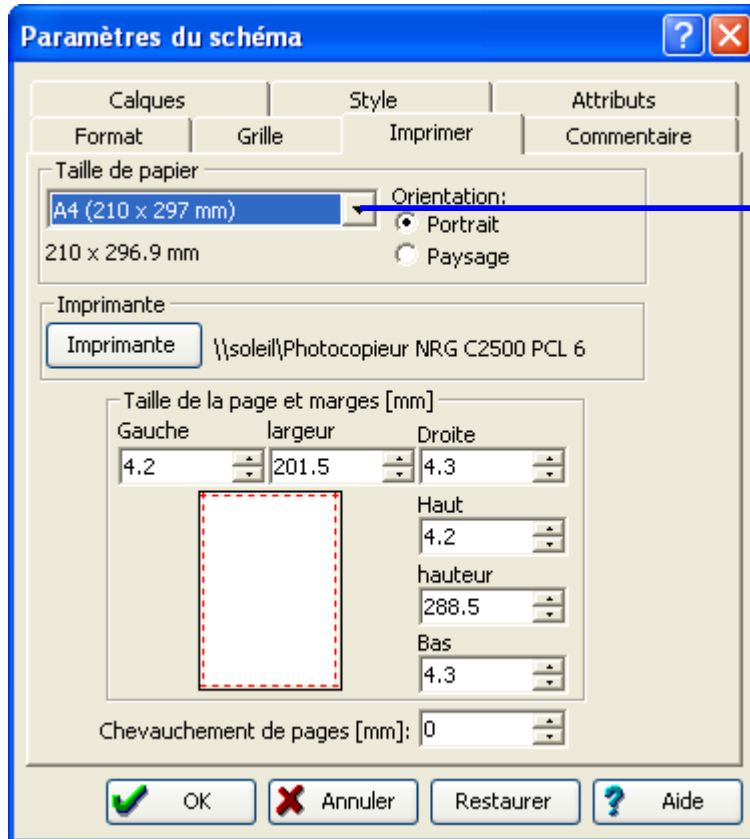 Paramètres du schéma
Calques Style Attributs
Format Grille Imprimer Commentaire
Taille de papier
A4 (210 x 297 mm)
210 x 296.9 mm
Orientation:
Portrait
Paysage
Imprimante
Imprimante \\soleil\Photocopieur NRG C2500 PCL 6
Taille de la page et marges [mm]
Gauche largeur Droite
4.2 201.5 4.3
Haut
4.2
hauteur
288.5
Bas
4.3
Chevauchement de pages [mm]: 0
OK Annuler Restaurer ? Aide